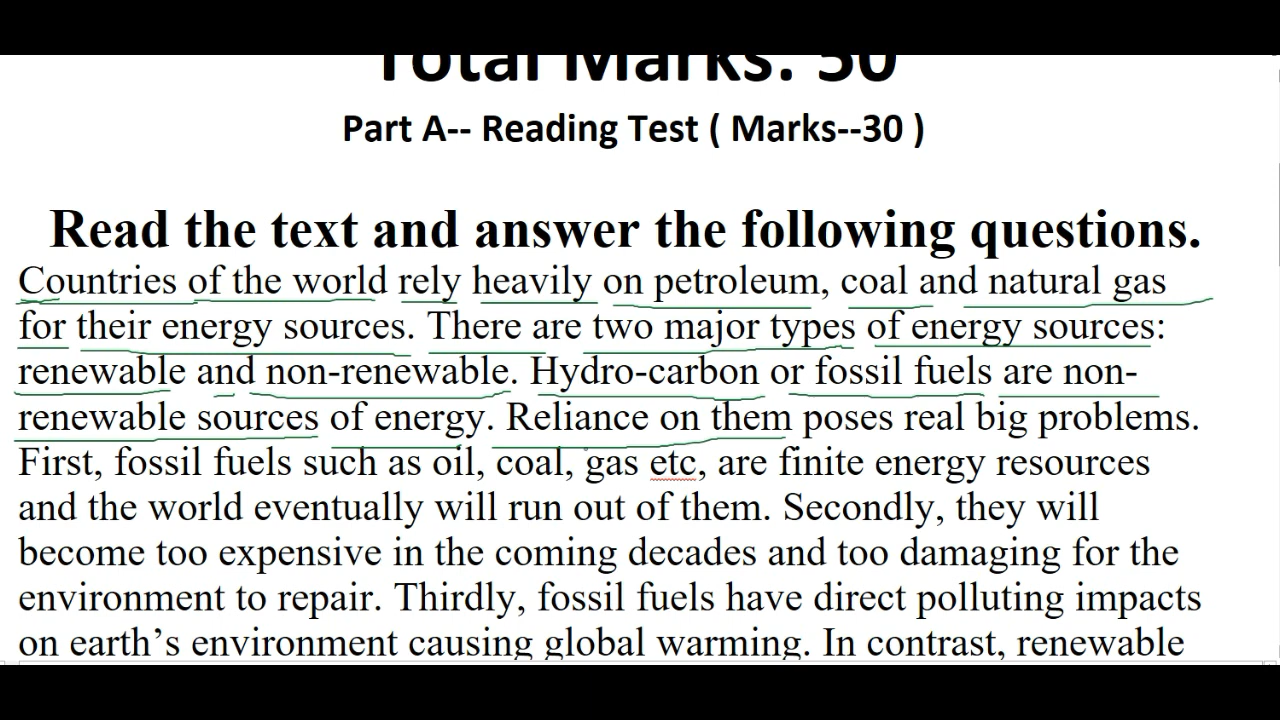 Total Marks: 50
Part A-- Reading Test ( Marks--30 )
Read the text and answer the following questions.
Countries of the world rely heavily on petroleum, coal and natural gas
for their energy sources. There are two major types of energy sources:
renewable and non-renewable. Hydro-carbon or fossil fuels are non-
renewable sources of energy. Reliance on them poses real big problems.
First, fossil fuels such as oil, coal, gas etc, are finite energy resources
and the world eventually will run out of them. Secondly, they will
become too expensive in the coming decades and too damaging for the
environment to repair. Thirdly, fossil fuels have direct polluting impacts
on earth’s environment causing global warming. In contrast, renewable